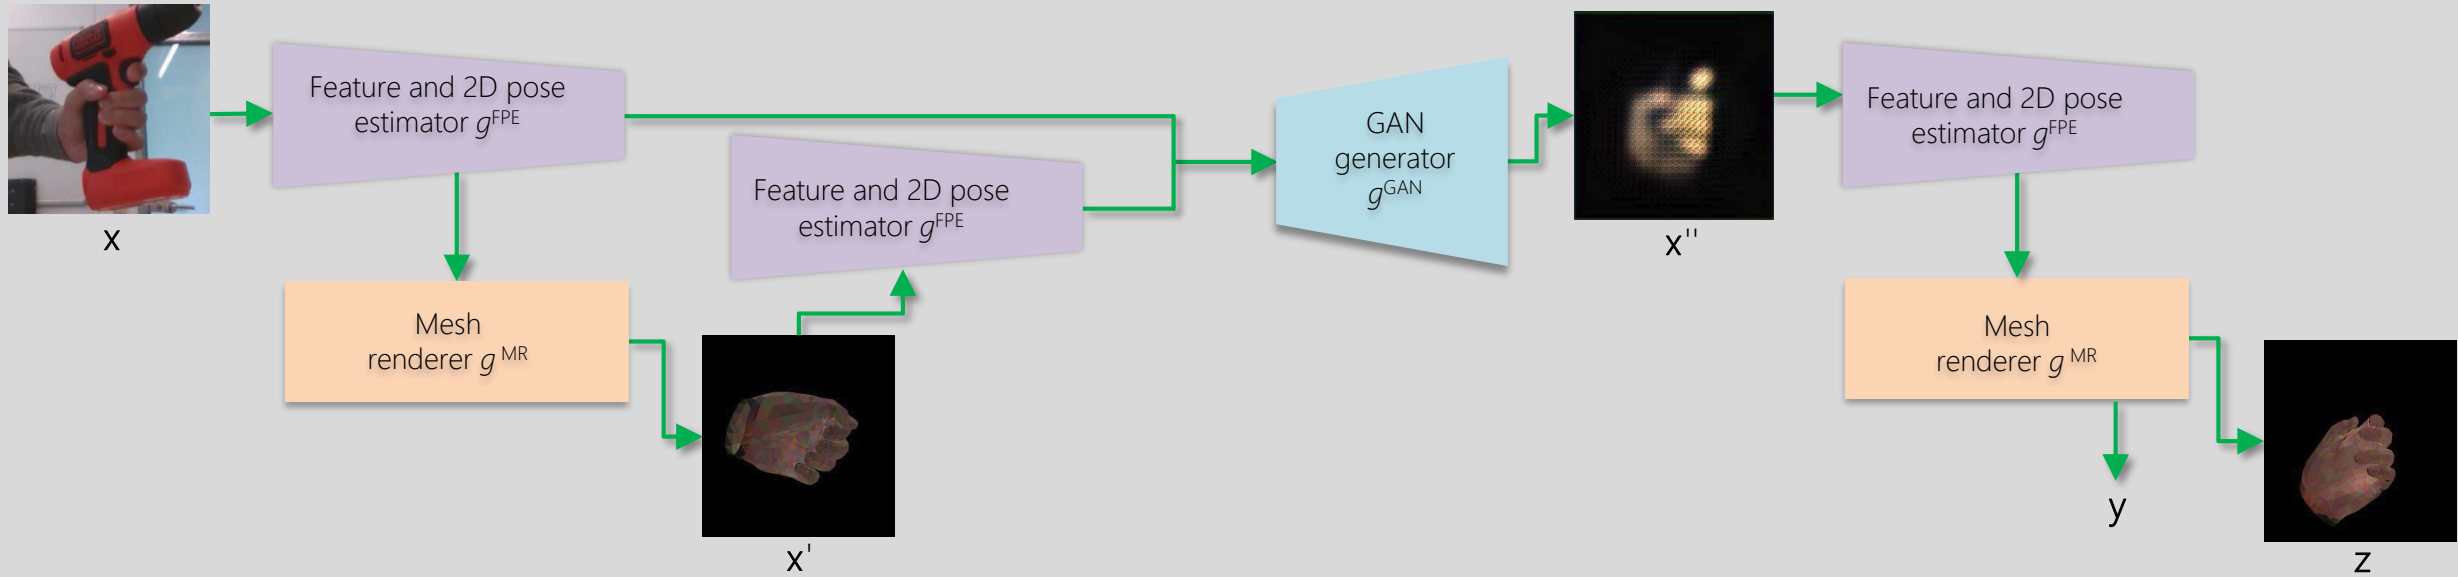 x
Feature and 2D pose
estimator g^FPE
Mesh
renderer g^MR
x'
Feature and 2D pose
estimator g^FPE
GAN
generator
g^GAN
x''
Feature and 2D pose
estimator g^FPE
Mesh
renderer g^MR
y
z